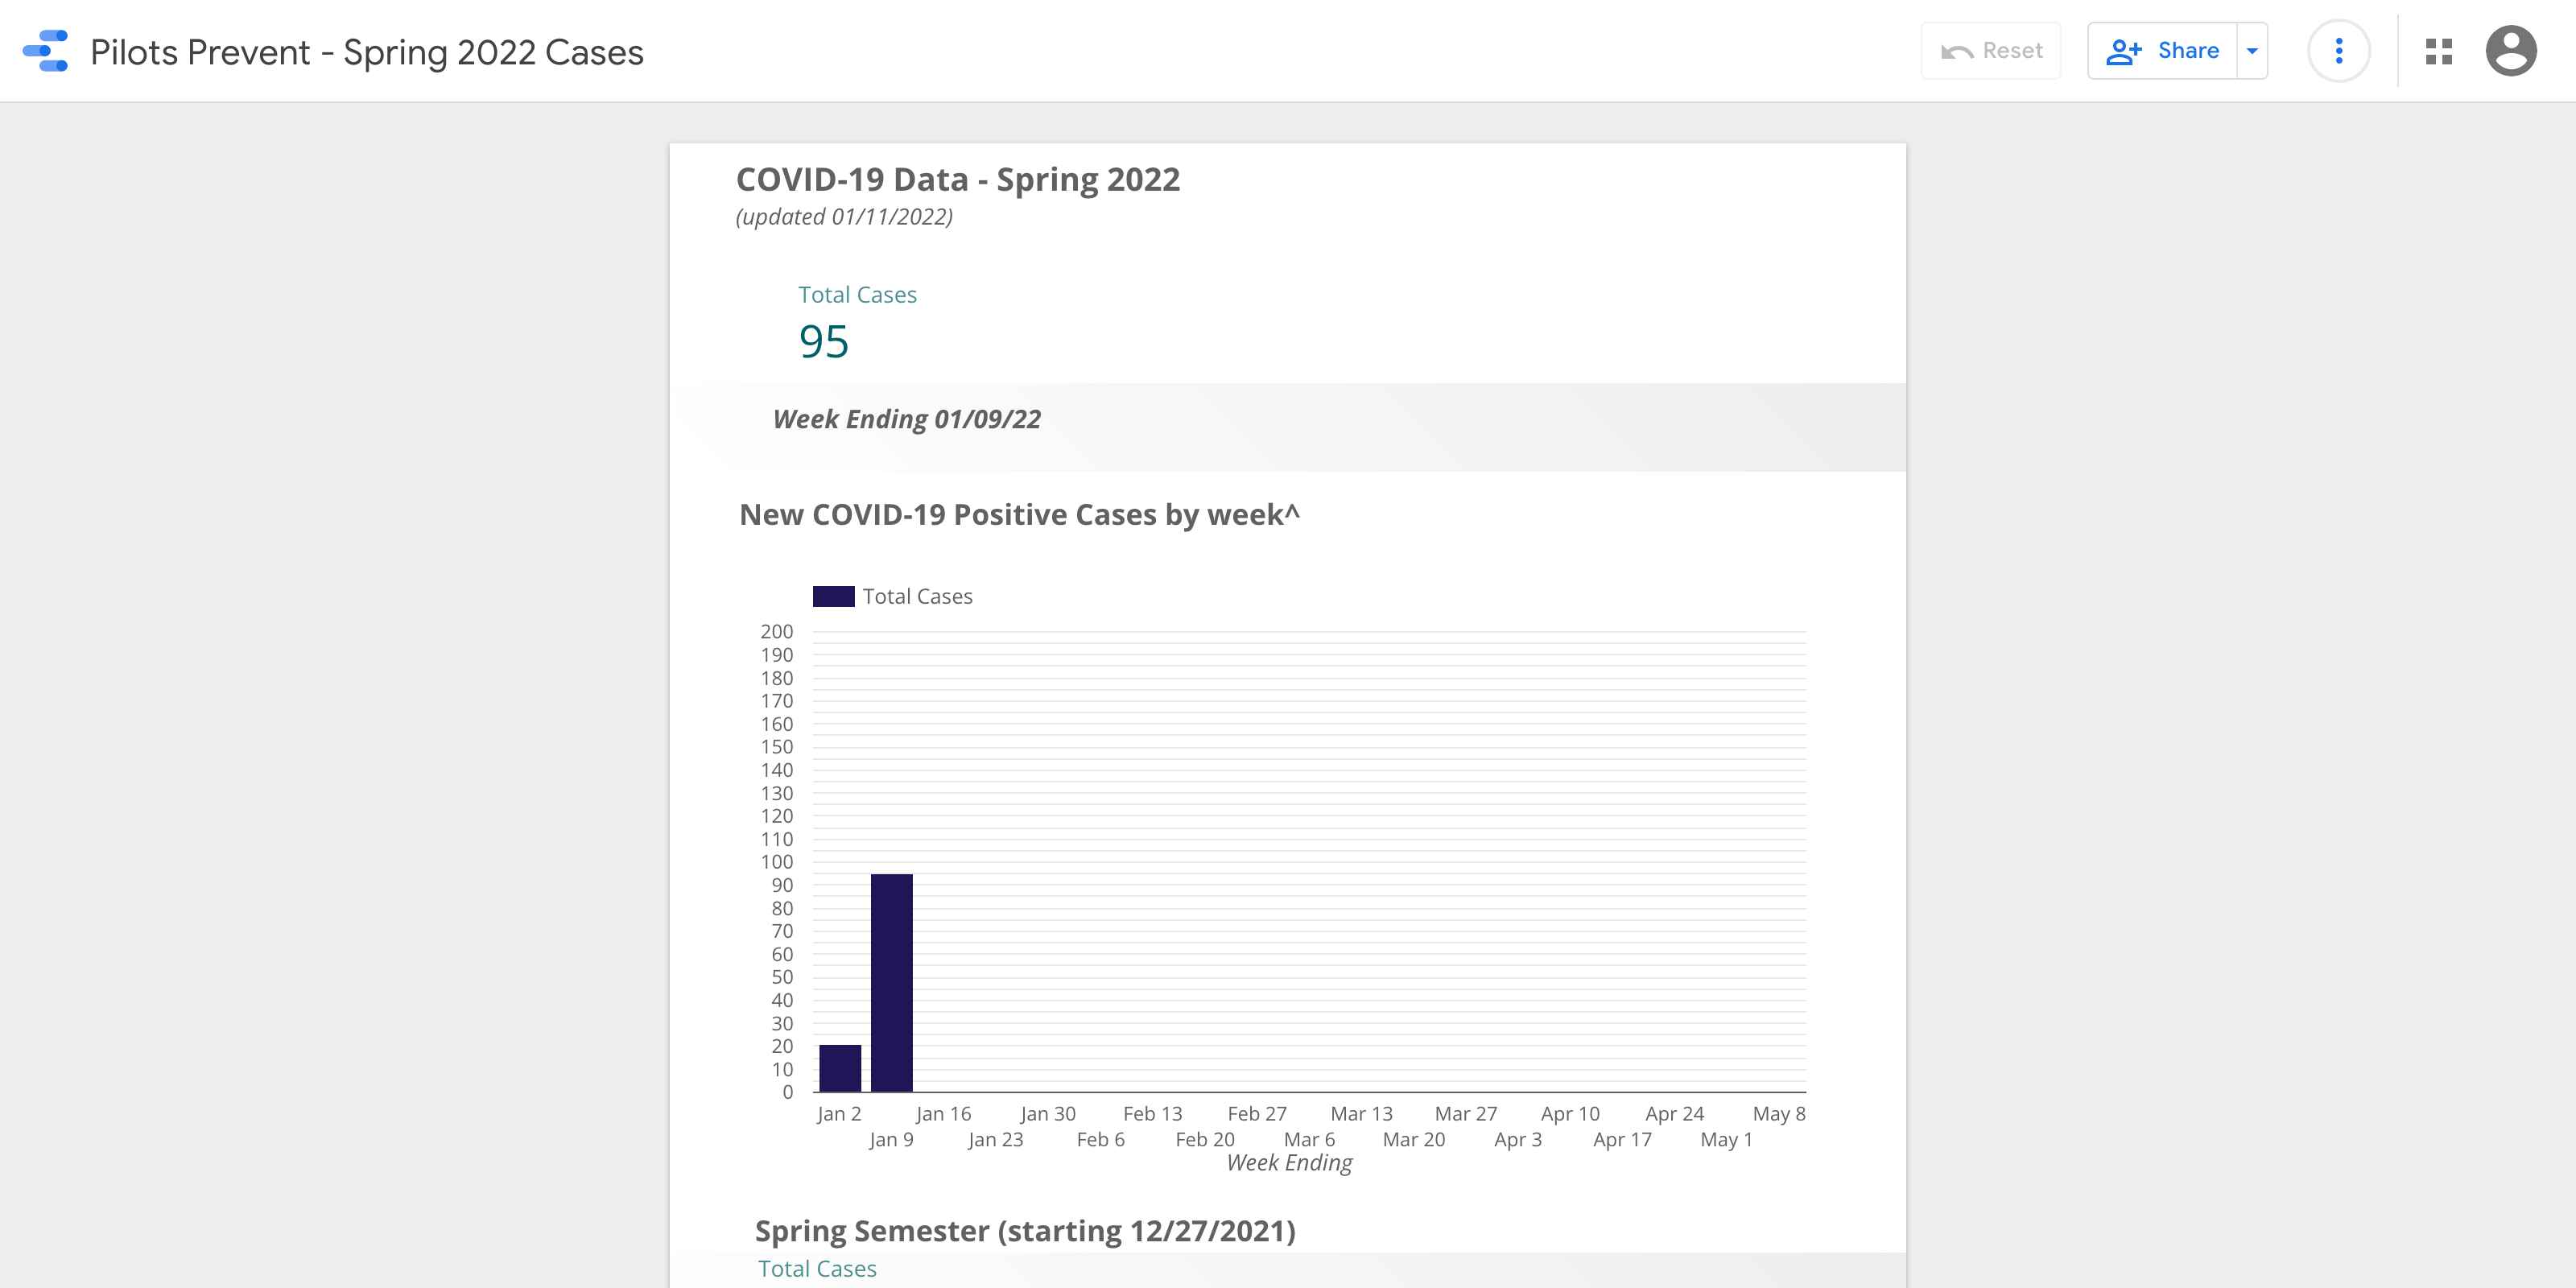 Pilots Prevent - Spring 2022 Cases
Reset
Share
COVID-19 Data - Spring 2022
(updated 01/11/2022)
Total Cases
95
Week Ending 01/09/22
New COVID-19 Positive Cases by week^
Total Cases
200
190
180
170
160
150
140
130
120
110
100
90
80
70
60
50
40
30
20
10
0
Jan 2 Jan 16 Jan 30 Feb 13 Feb 27 Mar 13 Mar 27 Apr 10 Apr 24 May 8
Jan 9 Jan 23 Feb 6 Feb 20 Mar 6 Mar 20 Apr 3 Apr 17 May 1
Week Ending
Spring Semester (starting 12/27/2021)
Total Cases